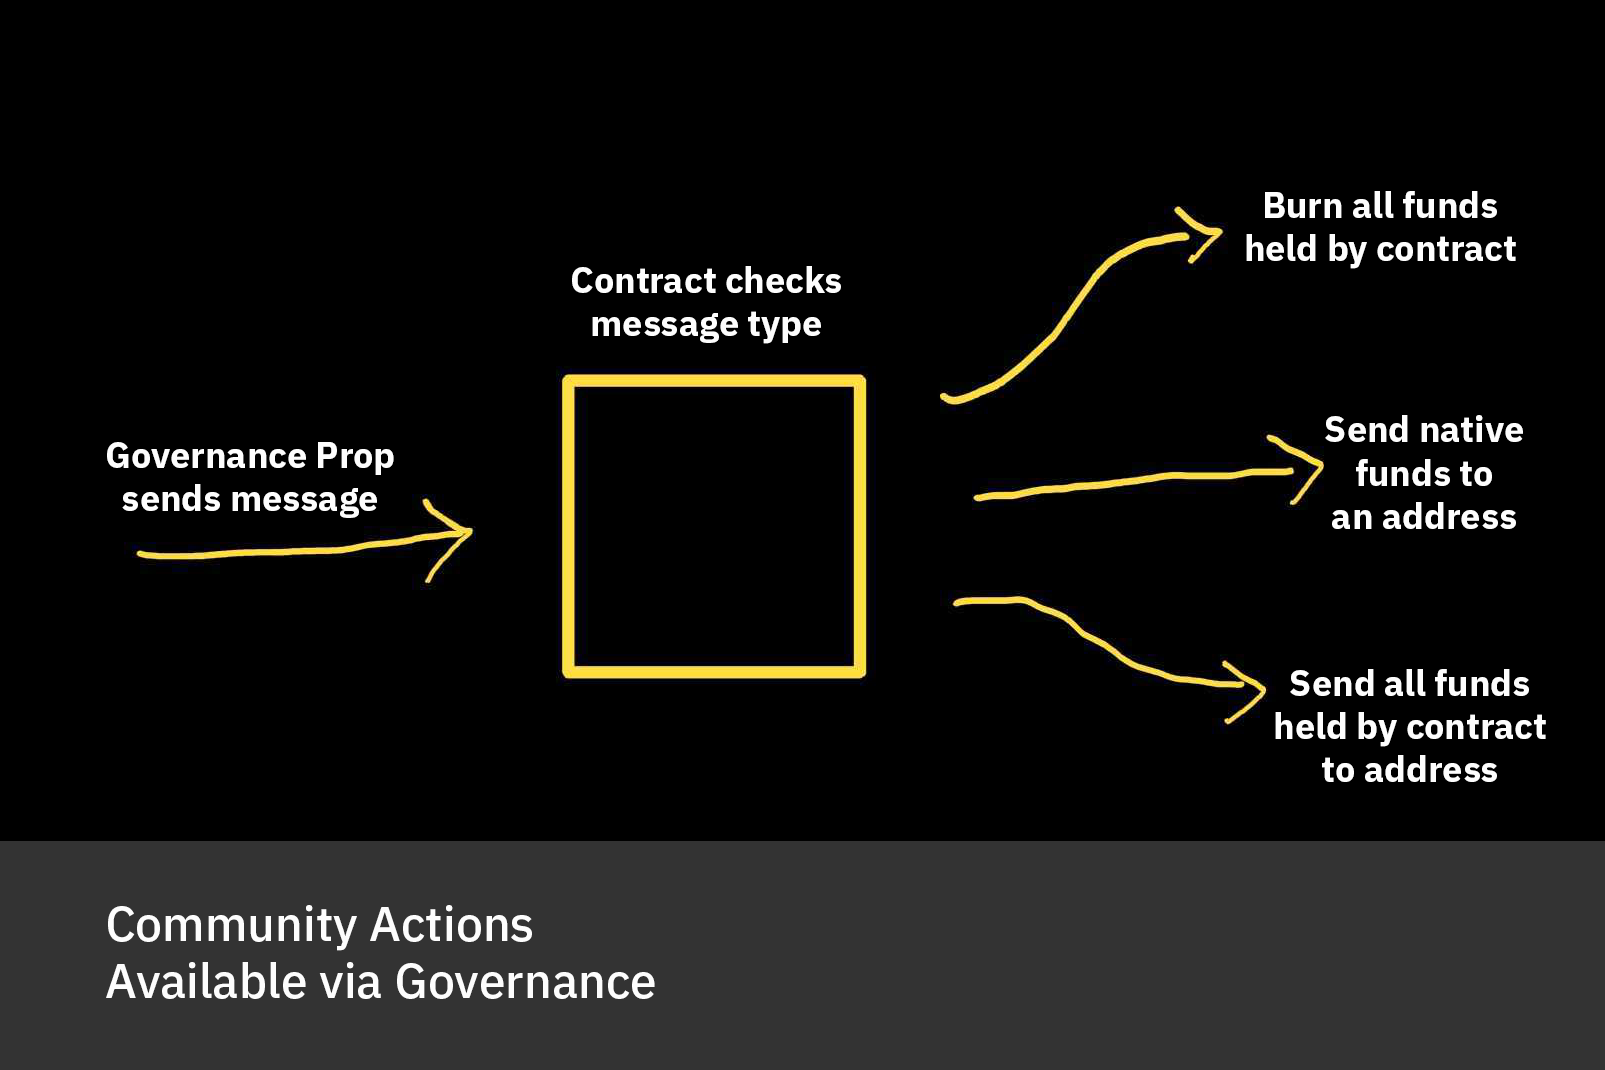 Governance Prop
sends message
Contract checks
message type
Burn all funds
held by contract
Send native
funds to
an address
Send all funds
held by contract
to address
Community Actions
Available via Governance